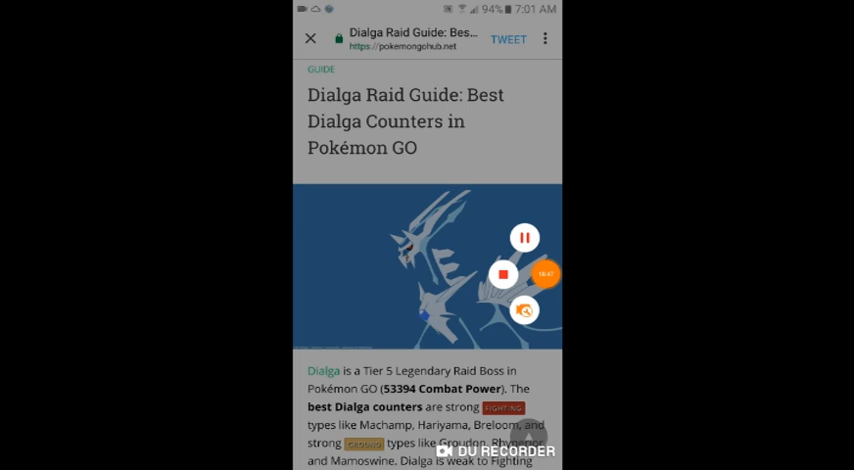 94% 7:01 AM
Dialga Raid Guide: Bes...
https://pokemongohub.net
TWEET
GUIDE
Dialga Raid Guide: Best
Dialga Counters in
Pokémon GO
Dialga is a Tier 5 Legendary Raid Boss in
Pokémon GO (53394 Combat Power). The
best Dialga counters are strong FIGHTING
types like Machamp, Hariyama, Breloom, and
strong GROUND types like Groudon, Rhyperior
and Mamoswine. Dialga is weak to Fighting
DU RECORDER